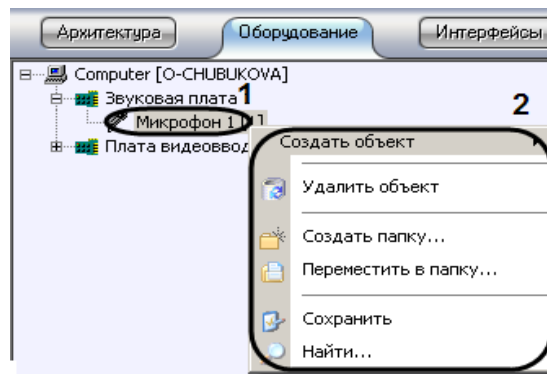 Архитектура Оборудование Интерфейсы
Computer [O-CHUBUKOVA]
Звуковая плата 1
2
Микрофон 1 [1]
Создать объект
Плата видеоввод
Удалить объект
Создать папку...
Переместить в папку...
Сохранить
Найти...